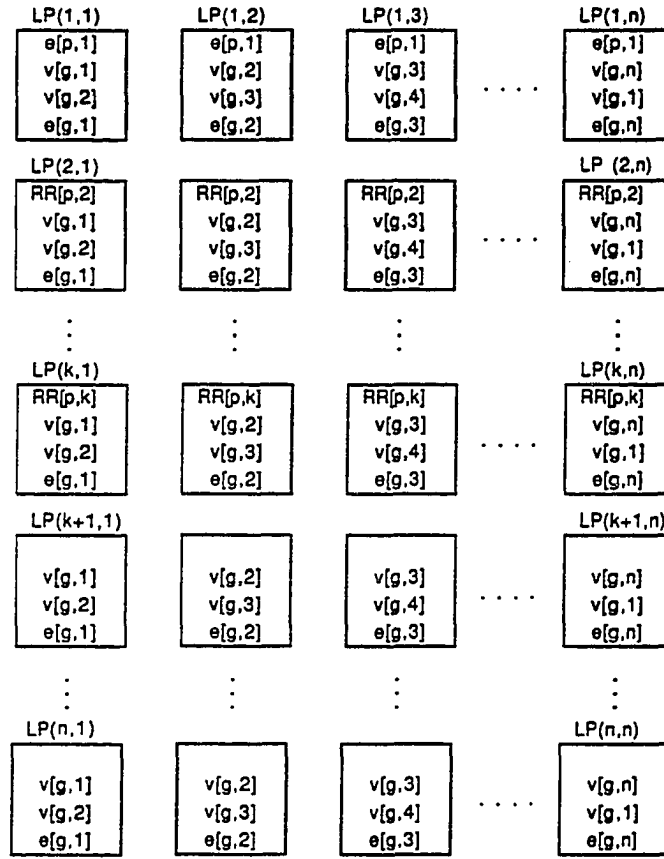 LP(1,1) LP(1,2) LP(1,3) LP(1,n)
e[p,1] e[p,1] e[p,1] e[p,1]
v[g,1] v[g,2] v[g,3] v[g,n]
v[g,2] v[g,3] v[g,4] . . . . v[g,1]
e[g,1] e[g,2] e[g,3] e[g,n]
LP(2,1) LP (2,n)
RR[p,2] RR[p,2] RR[p,2] RR[p,2]
v[g,1] v[g,2] v[g,3] v[g,n]
v[g,2] v[g,3] v[g,4] . . . . v[g,1]
e[g,1] e[g,2] e[g,3] e[g,n]
LP(k,1) LP(k,n)
RR[p,k] RR[p,k] RR[p,k] RR[p,k]
v[g,1] v[g,2] v[g,3] v[g,n]
v[g,2] v[g,3] v[g,4] . . . . v[g,1]
e[g,1] e[g,2] e[g,3] e[g,n]
LP(k+1,1) LP(k+1,n)
v[g,1] v[g,2] v[g,3] v[g,n]
v[g,2] v[g,3] v[g,4] . . . . v[g,1]
e[g,1] e[g,2] e[g,3] e[g,n]
LP(n,1) LP(n,n)
v[g,1] v[g,2] v[g,3] v[g,n]
v[g,2] v[g,3] v[g,4] . . . . v[g,1]
e[g,1] e[g,2] e[g,3] e[g,n]